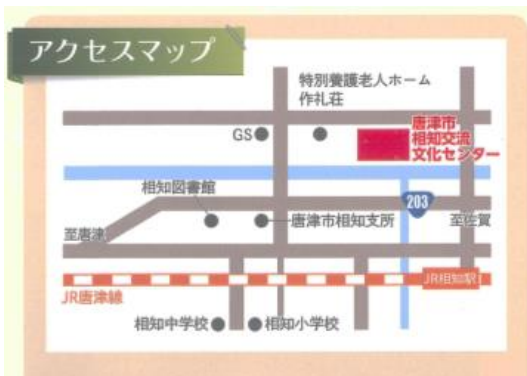 アクセスマップ
特別養護老人ホーム
作礼荘
GS
唐津市
相知交流
文化センター
相知図書館
203
唐津市相知支所
至佐賀
至唐津
JR相知駅
JR唐津線
相知中学校
相知小学校